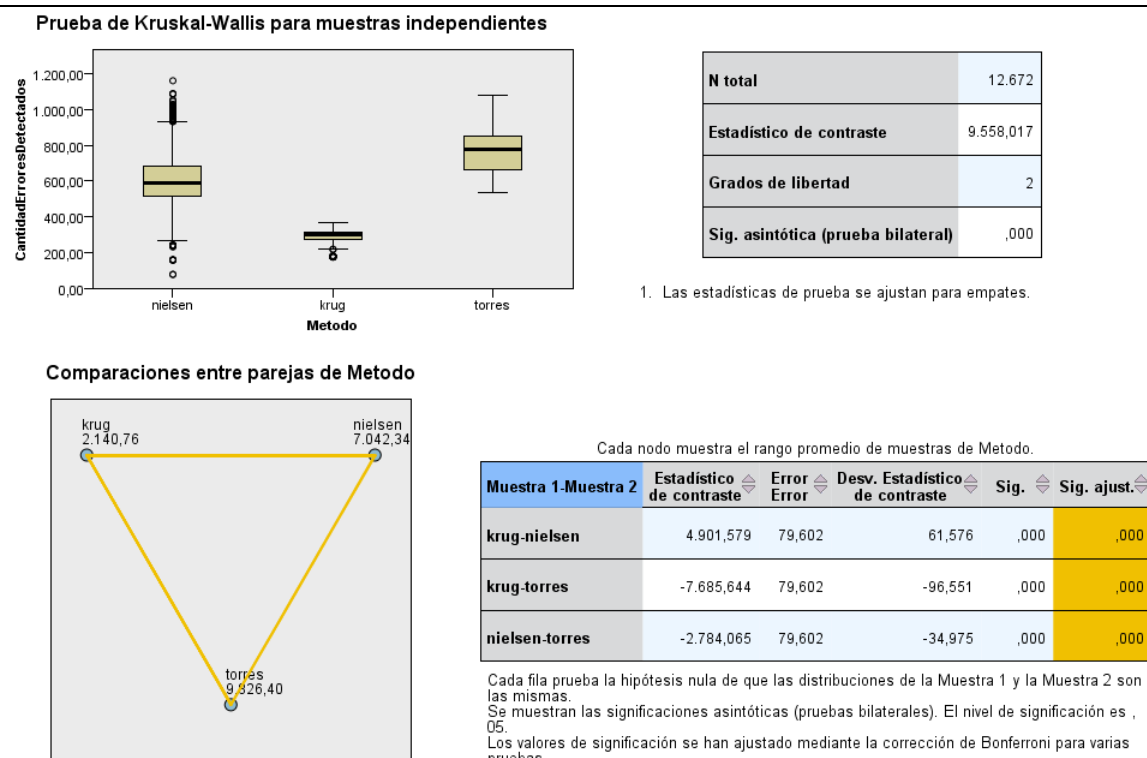 Prueba de Kruskal-Wallis para muestras independientes
1.200,00
1.000,00
800,00
600,00
400,00
200,00
0,00
CantidadErroresDetectados
nielsen krug torres
Metodo
N total 12.672
Estadístico de contraste 9.558,017
Grados de libertad 2
Sig. asintótica (prueba bilateral) ,000
1. Las estadísticas de prueba se ajustan para empates.
Comparaciones entre parejas de Metodo
krug
2.140,76
nielsen
7.042,34
torres
9.826,40
Cada nodo muestra el rango promedio de muestras de Metodo.
Muestra 1-Muestra 2 Estadístico de contraste Error Error Desv. Estadístico de contraste Sig. Sig. ajust.
krug-nielsen 4.901,579 79,602 61,576 ,000 ,000
krug-torres -7.685,644 79,602 -96,551 ,000 ,000
nielsen-torres -2.784,065 79,602 -34,975 ,000 ,000
Cada fila prueba la hipótesis nula de que las distribuciones de la Muestra 1 y la Muestra 2 son
las mismas.
Se muestran las significaciones asintóticas (pruebas bilaterales). El nivel de significación es ,
05.
Los valores de significación se han ajustado mediante la corrección de Bonferroni para varias
pruebas.